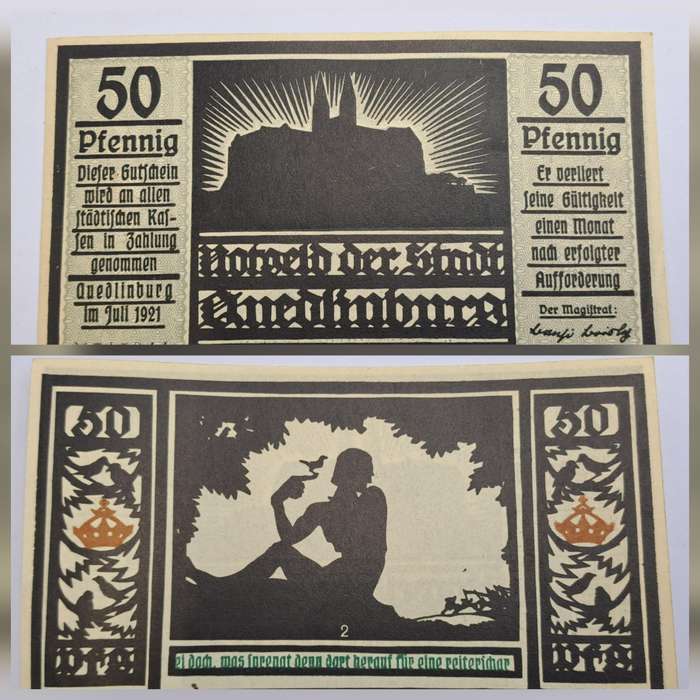 50
Pfennig
Dieser Gutschein
wird an allen
städtischen Kas-
sen in Zahlung
genommen
Quedlinburg
im Juli 1921
Notgeld der Stadt
Quedlinburg
50
Pfennig
Er verliert
seine Gültigkeit
einen Monat
nach erfolgter
Aufforderung
Der Magistrat:
50
50
2
ei doch, was sprengt denn dort herauf für eine reiterschar
Pfg
Pfg